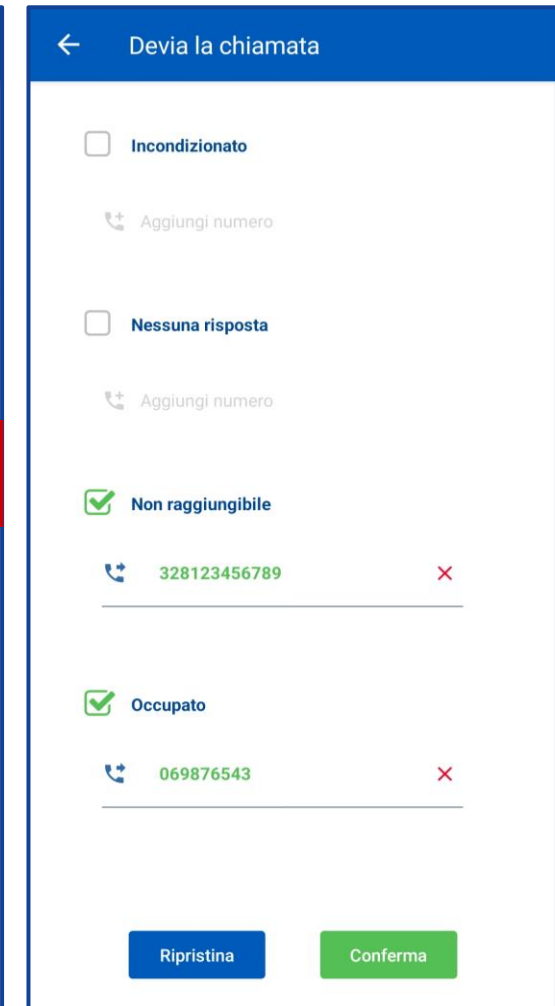 Devia la chiamata
Incondizionato
Aggiungi numero
Nessuna risposta
Aggiungi numero
Non raggiungibile
328123456789
Occupato
069876543
Ripristina Conferma